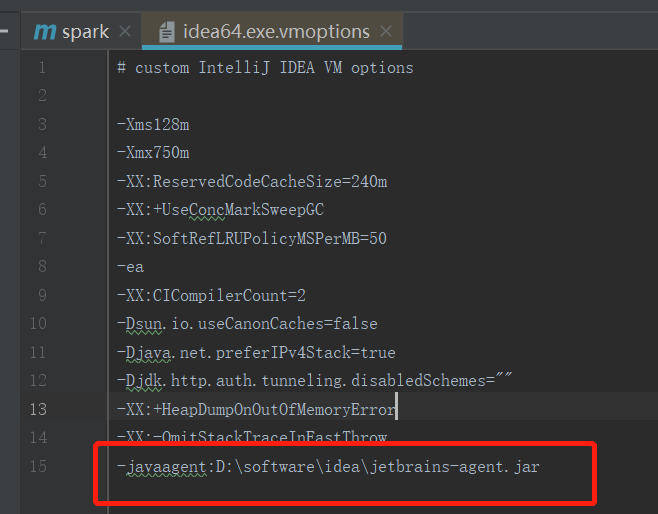 m spark
idea64.exe.vmoptions
1 # custom IntelliJ IDEA VM options
2
3 -Xms128m
4 -Xmx750m
5 -XX:ReservedCodeCacheSize=240m
6 -XX:+UseConcMarkSweepGC
7 -XX:SoftRefLRUPolicyMSPerMB=50
8 -ea
9 -XX:CICompilerCount=2
10 -Dsun.io.useCanonCaches=false
11 -Djava.net.preferIPv4Stack=true
12 -Djdk.http.auth.tunneling.disabledSchemes=""
13 -XX:+HeapDumpOnOutOfMemoryError
14 -XX:-OmitStackTraceInFastThrow
15 -javaagent:D:\software\idea\jetbrains-agent.jar